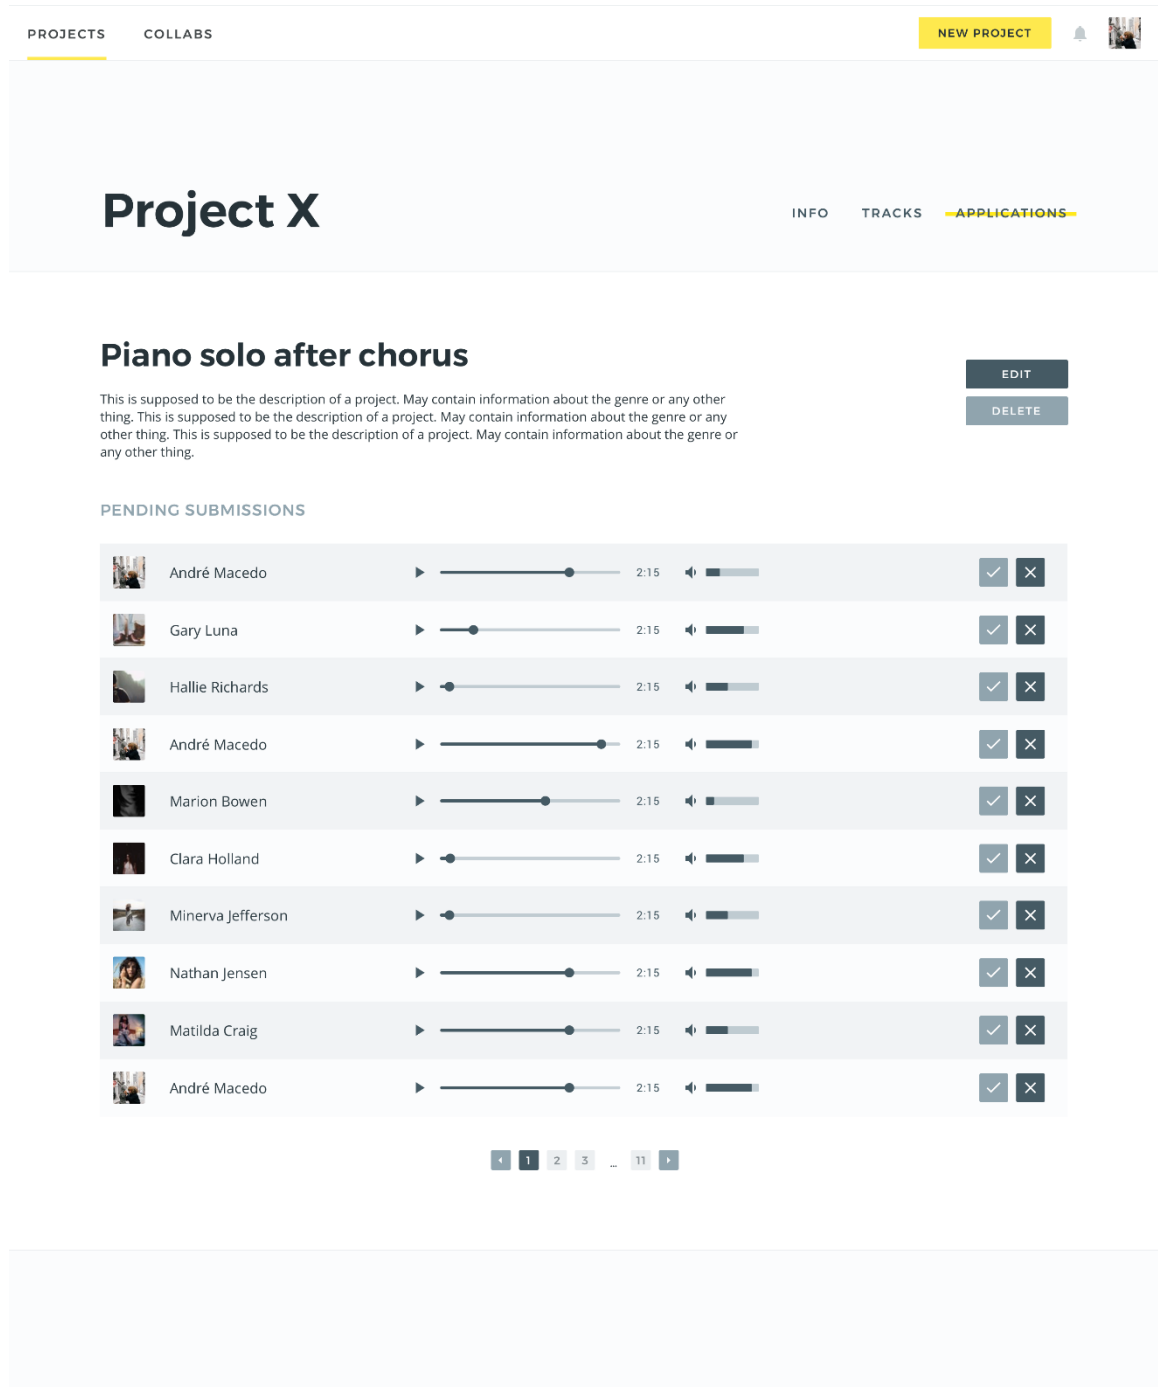 PROJECTS COLLABS NEW PROJECT
Project X INFO TRACKS APPLICATIONS
Piano solo after chorus
EDIT
DELETE
This is supposed to be the description of a project. May contain information about the genre or any other
thing. This is supposed to be the description of a project. May contain information about the genre or any
other thing. This is supposed to be the description of a project. May contain information about the genre or
any other thing.
PENDING SUBMISSIONS
André Macedo 2:15
Gary Luna 2:15
Hallie Richards 2:15
André Macedo 2:15
Marion Bowen 2:15
Clara Holland 2:15
Minerva Jefferson 2:15
Nathan Jensen 2:15
Matilda Craig 2:15
André Macedo 2:15
1 2 3 ... 11